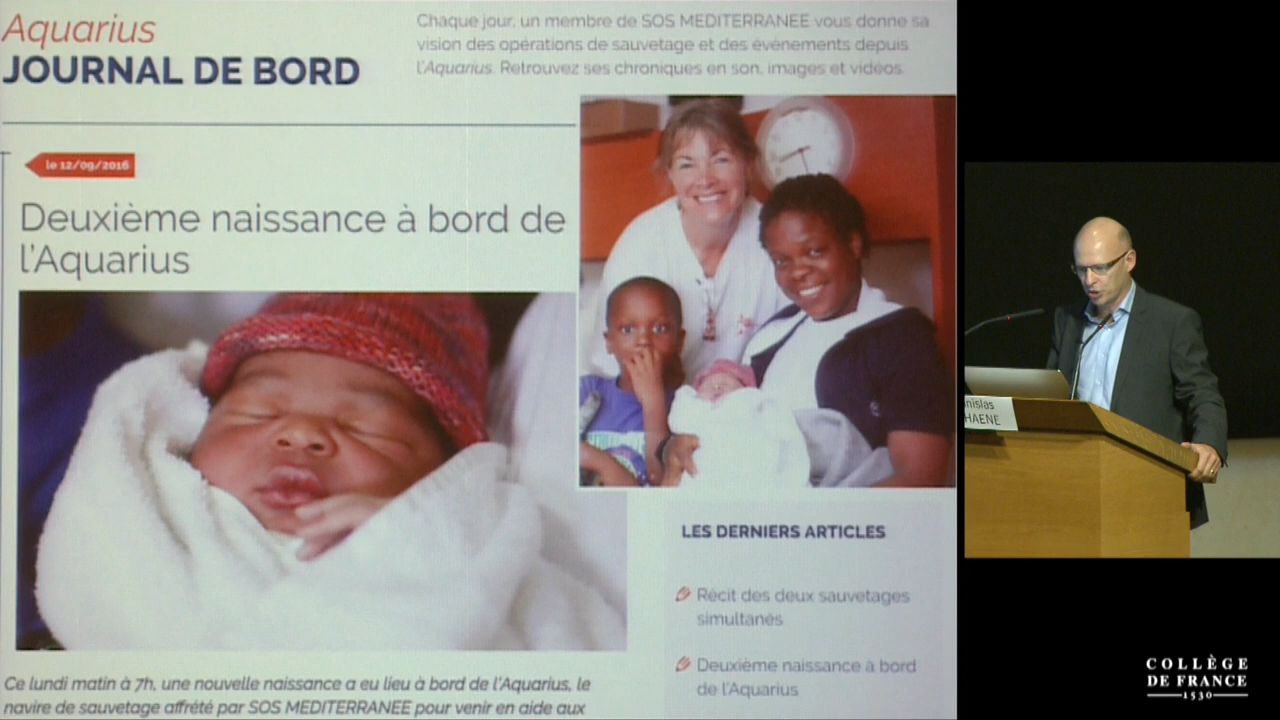 Aquarius
JOURNAL DE BORD
Chaque jour, un membre de SOS MEDITERRANEE vous donne sa
vision des opérations de sauvetage et des événements depuis
l'Aquarius. Retrouvez ses chroniques en son, images et vidéos.
le 12/09/2016
Deuxième naissance à bord de
l'Aquarius
LES DERNIERS ARTICLES
Récit des deux sauvetages
simultanés
Deuxième naissance à bord
de l'Aquarius
Ce lundi matin à 7h, une nouvelle naissance a eu lieu à bord de l'Aquarius, le
navire de sauvetage affrété par SOS MEDITERRANEE pour venir en aide aux
nislas
HAENE
COLLÈGE
DE FRANCE
1530